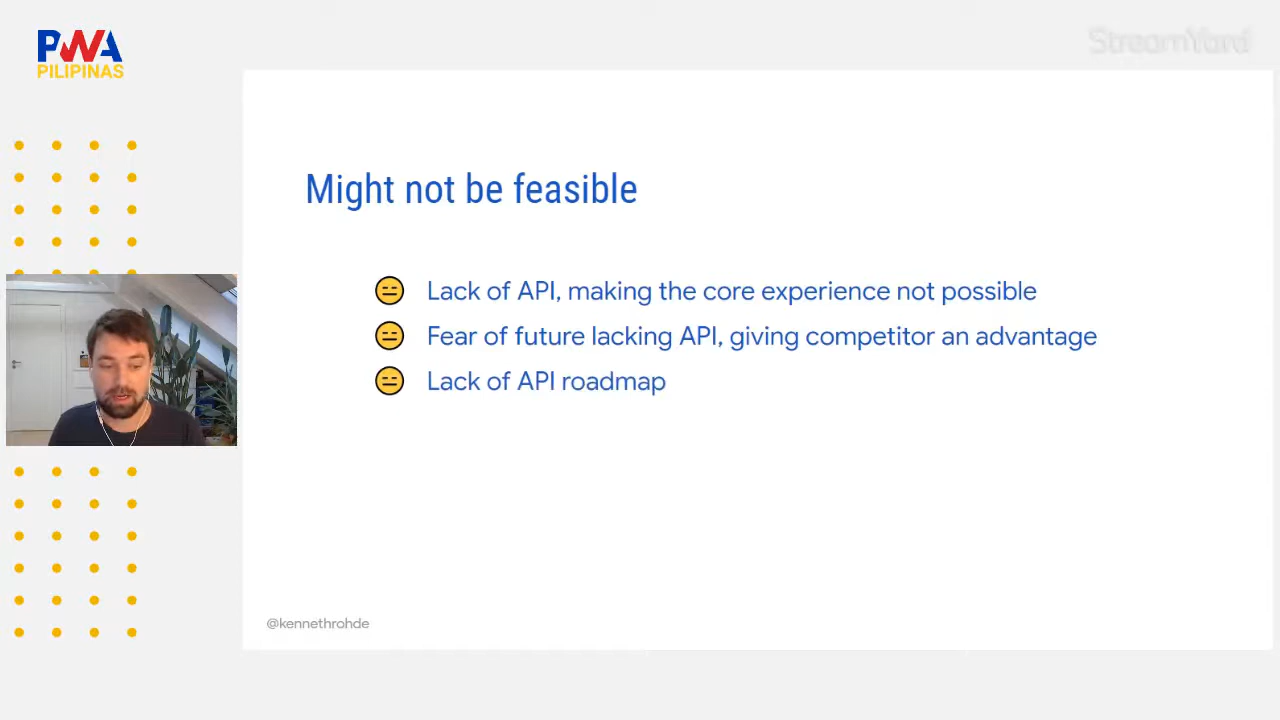 PWA
PILIPINAS
StreamYard
Might not be feasible
Lack of API, making the core experience not possible
Fear of future lacking API, giving competitor an advantage
Lack of API roadmap
@kennethrohde